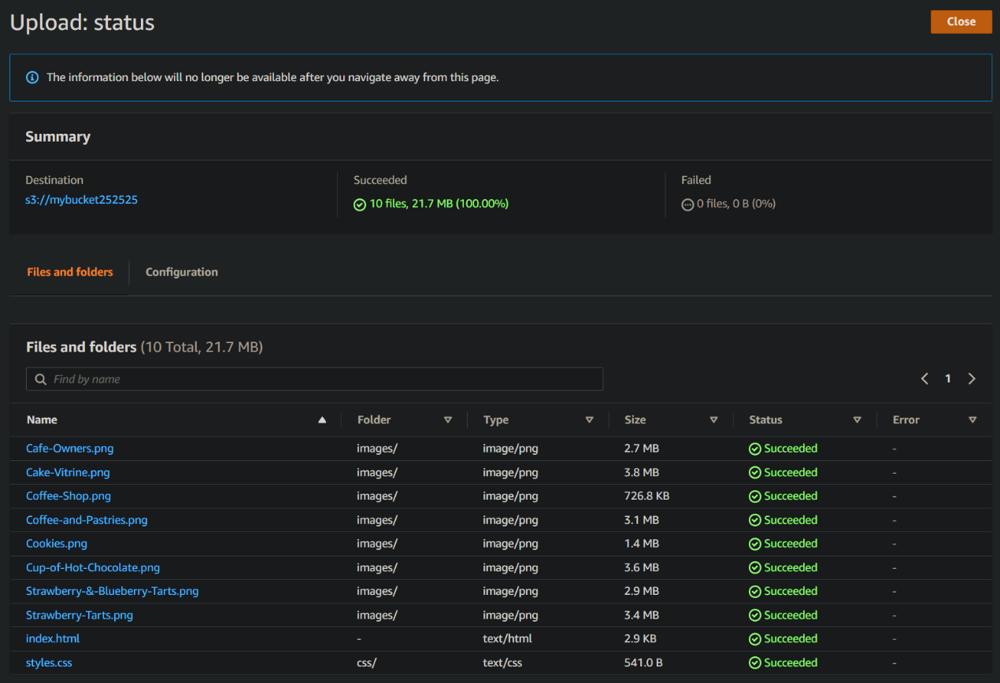 Upload: status
Close
The information below will no longer be available after you navigate away from this page.
Summary
Destination
s3://mybucket252525
Succeeded
10 files, 21.7 MB (100.00%)
Failed
0 files, 0 B (0%)
Files and folders Configuration
Files and folders (10 Total, 21.7 MB)
Find by name
1
Name Folder Type Size Status Error
Cafe-Owners.png images/ image/png 2.7 MB Succeeded -
Cake-Vitrine.png images/ image/png 3.8 MB Succeeded -
Coffee-Shop.png images/ image/png 726.8 KB Succeeded -
Coffee-and-Pastries.png images/ image/png 3.1 MB Succeeded -
Cookies.png images/ image/png 1.4 MB Succeeded -
Cup-of-Hot-Chocolate.png images/ image/png 3.6 MB Succeeded -
Strawberry-&-Blueberry-Tarts.png images/ image/png 2.9 MB Succeeded -
Strawberry-Tarts.png images/ image/png 3.4 MB Succeeded -
index.html - text/html 2.9 KB Succeeded -
styles.css css/ text/css 541.0 B Succeeded -